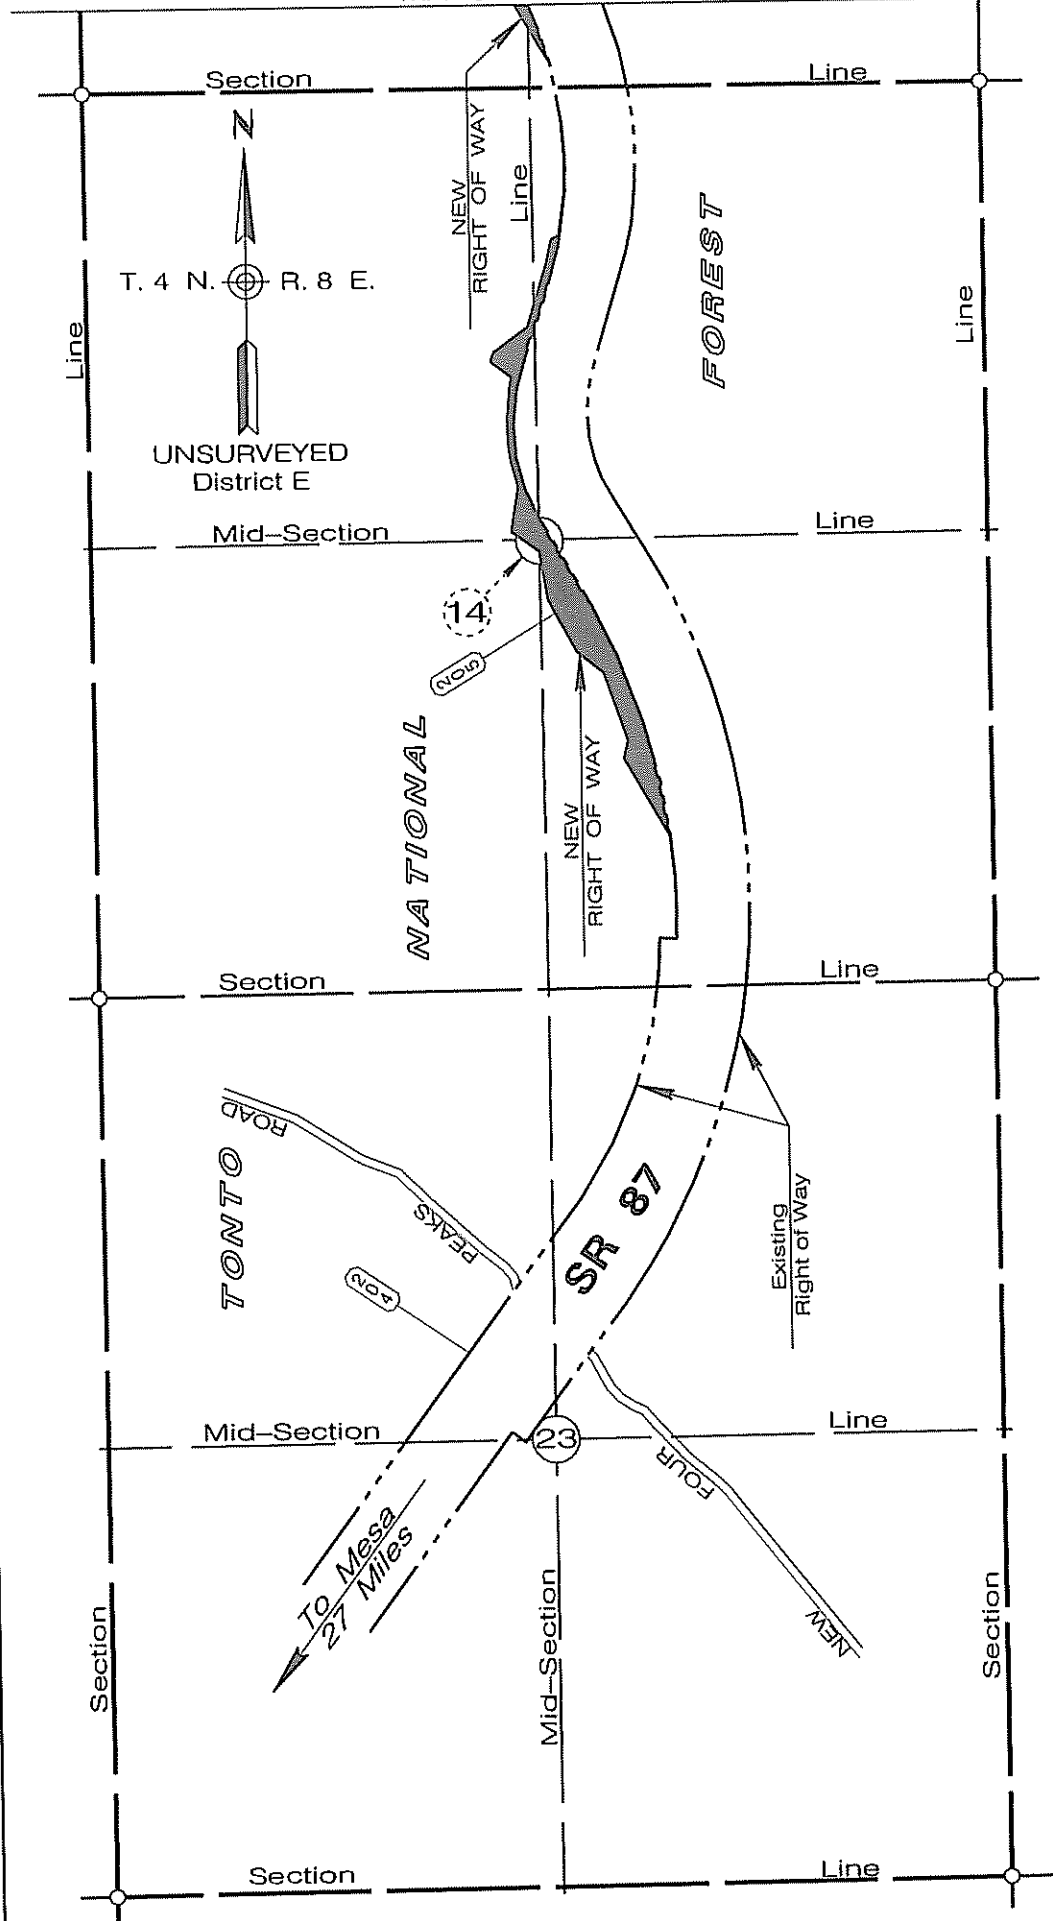 Section
Line
N
NEW
RIGHT OF WAY
Line
FOREST
T. 4 N.
R. 8 E.
Line
Line
UNSURVEYED
District E
Mid-Section
Line
14
205
NATIONAL
NEW
RIGHT OF WAY
Section
Line
ROAD
PEAKS
TONTO
SR 87
Existing
Right of Way
204
Mid-Section
Line
23
FOUR
NEW
To Mesa
27 Miles
Section
Mid-Section
Section
Section
Line